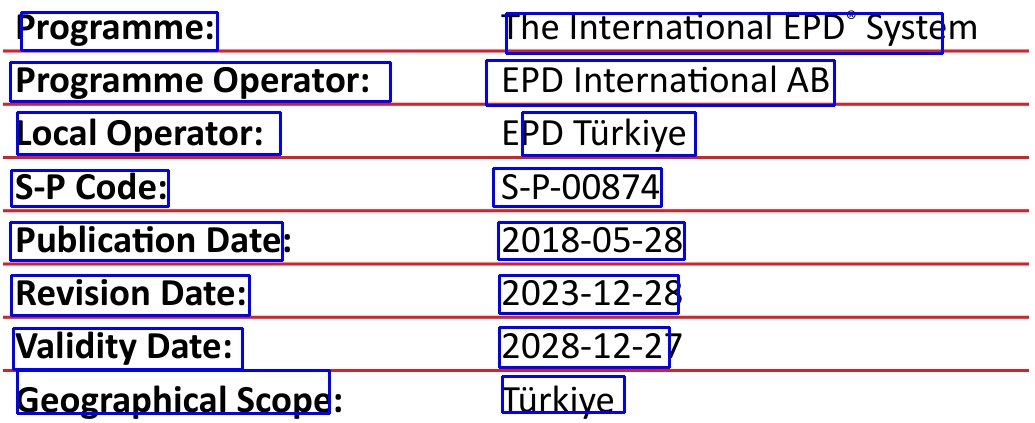 Programme: The International EPD® System
Programme Operator: EPD International AB
Local Operator: EPD Türkiye
S-P Code: S-P-00874
Publication Date: 2018-05-28
Revision Date: 2023-12-28
Validity Date: 2028-12-27
Geographical Scope: Türkiye